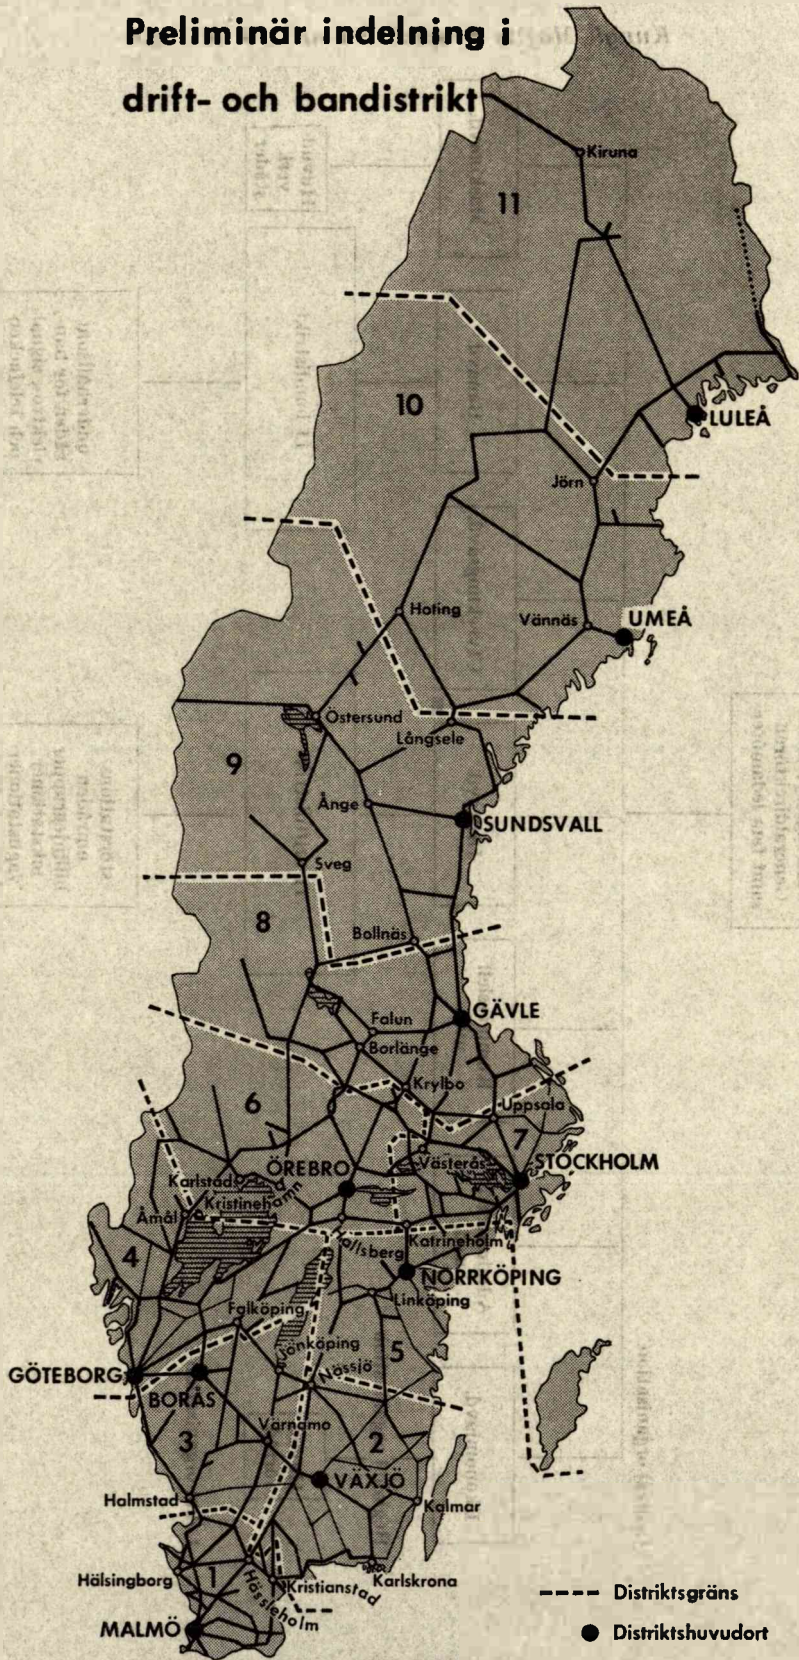 Preliminär indelning i
drift- och bandistrikt
Kiruna
11
10
LULEÅ
Jörn
Hoting
Vännäs
UMEÅ
Östersund
Långsele
9
Ånge
SUNDSVALL
Sveg
8
Bollnäs
GÄVLE
Falun
Borlänge
Krylbo
6
Uppsala
7
Västerås
STOCKHOLM
ÖREBRO
Karlstad
Kristinehamn
Åmål
Hallsberg
Katrineholm
4
NORRKÖPING
Linköping
Falköping
Jönköping
5
Nässjö
GÖTEBORG
BORÅS
Värnamo
3
2
VÄXJÖ
Halmstad
Kalmar
Hälsingborg
1
Hässleholm
Kristianstad
Karlskrona
MALMÖ
Distriktsgräns
Distriktshuvudort